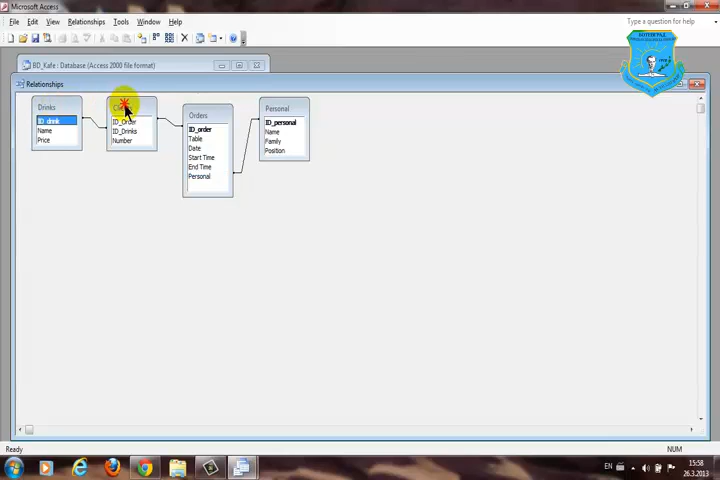 Microsoft Access
File Edit View Relationships Tools Window Help
Type a question for help
BD_Kafe : Database (Access 2000 file format)
Relationships
Drinks
ID_drink
Name
Price
ID_Order
ID_Drinks
Number
Orders
ID_order
Table
Date
Start Time
End Time
Personal
Personal
ID_personal
Name
Family
Position
Ready
NUM
EN
15:58
26.3.2013